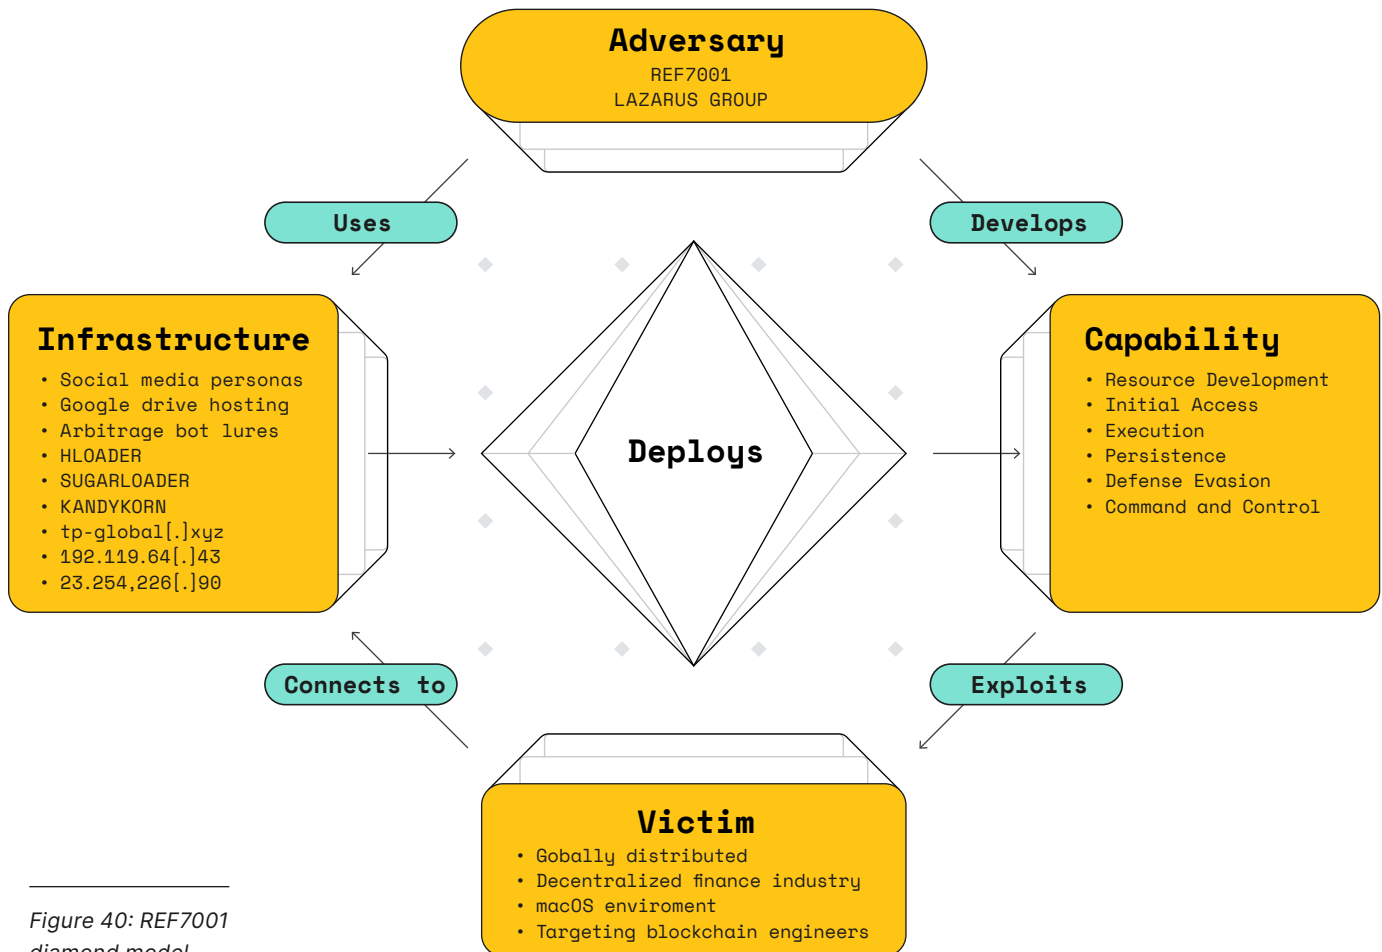 Adversary
REF7001
LAZARUS GROUP
Uses
Develops
Infrastructure
• Social media personas
• Google drive hosting
• Arbitrage bot lures
• HLOADER
• SUGARLOADER
• KANDYKORN
• tp-global[.]xyz
• 192.119.64[.]43
• 23.254,226[.]90
Deploys
Capability
• Resource Development
• Initial Access
• Execution
• Persistence
• Defense Evasion
• Command and Control
Connects to
Exploits
Victim
• Gobally distributed
• Decentralized finance industry
• macOS enviroment
• Targeting blockchain engineers
Figure 40: REF7001
diamond model